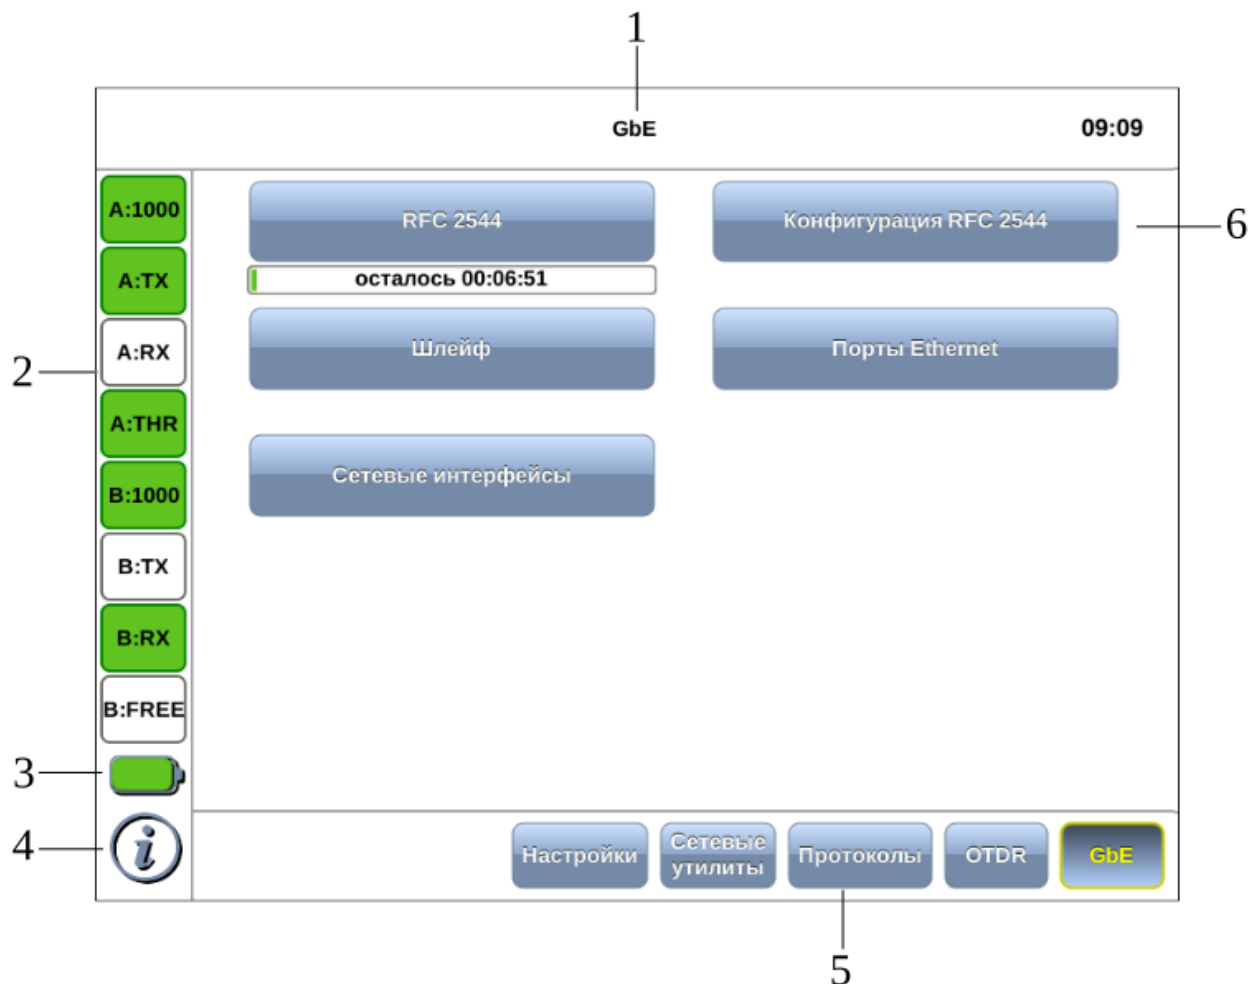 1
GbE
09:09
A:1000
A:TX
A:RX
A:THR
B:1000
B:TX
B:RX
B:FREE
2
3
4
RFC 2544
осталось 00:06:51
Конфигурация RFC 2544
6
Шлейф
Порты Ethernet
Сетевые интерфейсы
Настройки
Сетевые
утилиты
Протоколы
OTDR
GbE
5